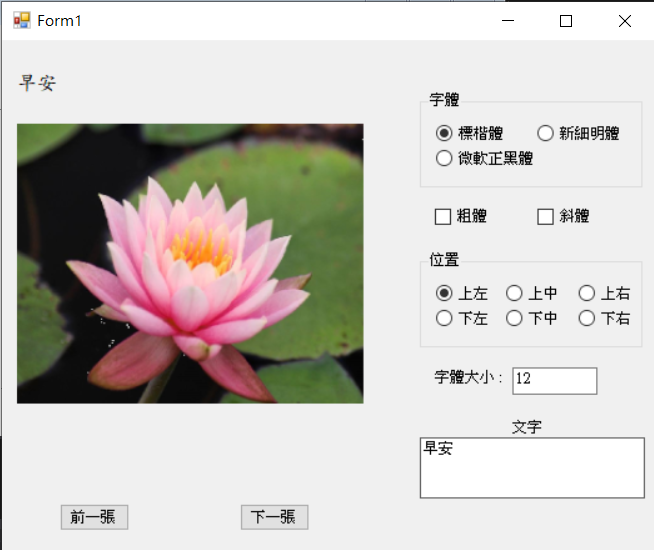 Form1
早安
字體
標楷體 新細明體
微軟正黑體
粗體 斜體
位置
上左 上中 上右
下左 下中 下右
字體大小： 12
文字
早安
前一張 下一張